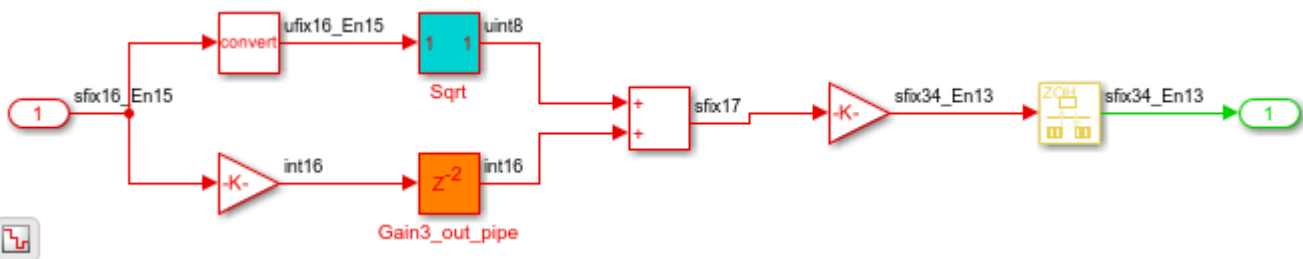 convert
ufix16_En15
1 1
uint8
Sqrt
1
sfix16_En15
+
+
sfix17
-K-
sfix34_En13
ZOH
sfix34_En13
1
-K-
int16
Z-2
int16
Gain3_out_pipe